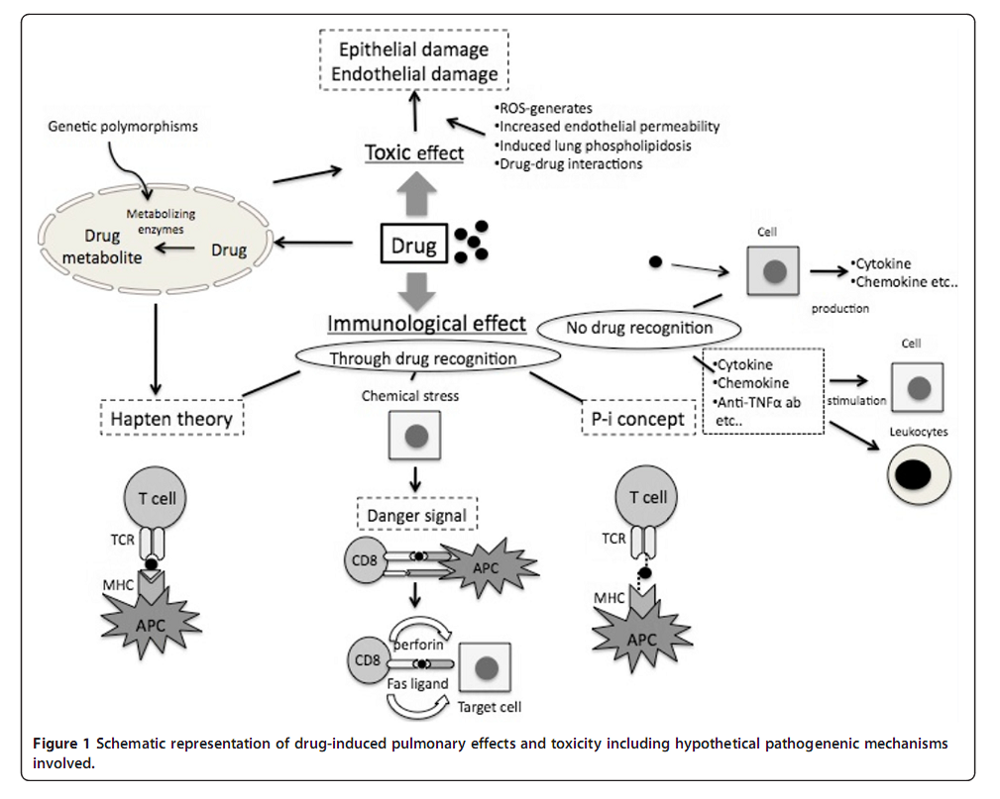 Epithelial damage
Endothelial damage
•ROS-generates
•Increased endothelial permeability
•Induced lung phospholipidosis
•Drug-drug interactions
Genetic polymorphisms
Toxic effect
Metabolizing
enzymes
Drug
metabolite
Drug
Drug
Cell
•Cytokine
•Chemokine etc..
production
Immunological effect
No drug recognition
Through drug recognition
Cell
•Cytokine
•Chemokine
•Anti-TNFα ab
etc..
stimulation
Leukocytes
Chemical stress
Hapten theory
P-i concept
Danger signal
T cell
TCR
MHC
APC
CD8
APC
perforin
CD8
Fas ligand
Target cell
T cell
TCR
MHC
APC
Figure 1 Schematic representation of drug-induced pulmonary effects and toxicity including hypothetical pathogenenic mechanisms
involved.